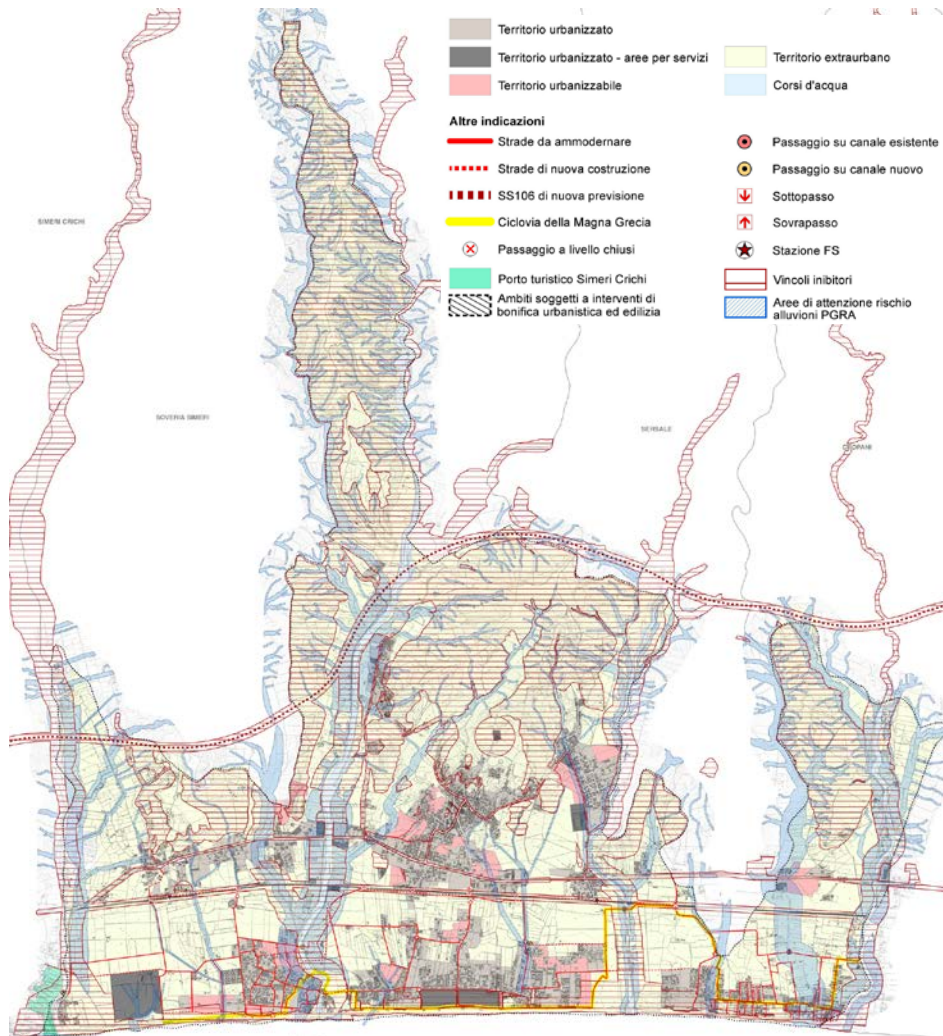 Territorio urbanizzato
Territorio urbanizzato - aree per servizi
Territorio urbanizzabile
Territorio extraurbano
Corsi d'acqua
Altre indicazioni
Strade da ammodernare
Strade di nuova costruzione
SS106 di nuova previsione
Ciclovia della Magna Grecia
Passaggio a livello chiusi
Porto turistico Simeri Crichi
Ambiti soggetti a interventi di
bonifica urbanistica ed edilizia
Passaggio su canale esistente
Passaggio su canale nuovo
Sottopasso
Sovrapasso
Stazione FS
Vincoli inibitori
Aree di attenzione rischio
alluvioni PGRA
SIMERI CRICHI
SOVERIA SIMERI
SERSALE